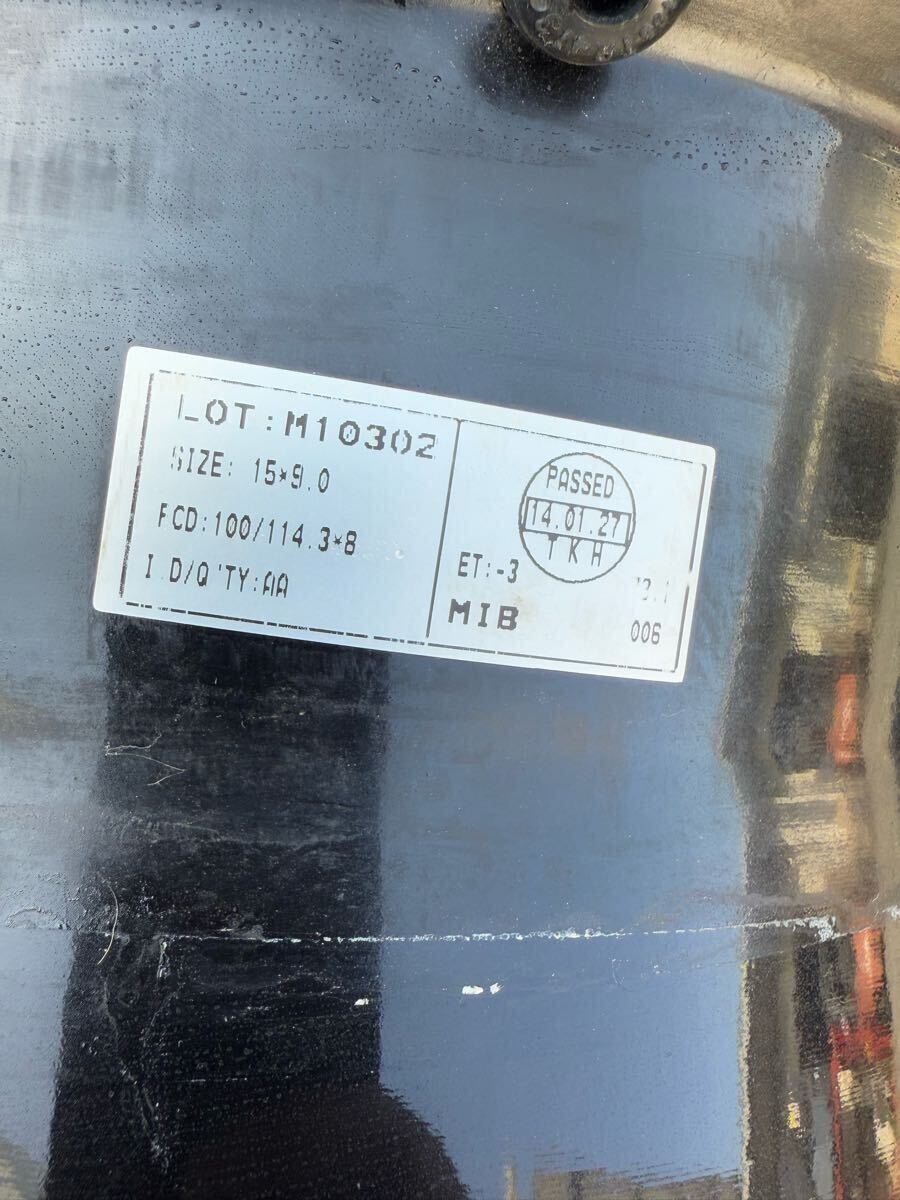 LOT:M10302
SIZE: 15*9.0
PCD:100/114.3*8
I.D/Q'TY:AA
PASSED
14.01.27
TKH
ET:-3
MIB
006